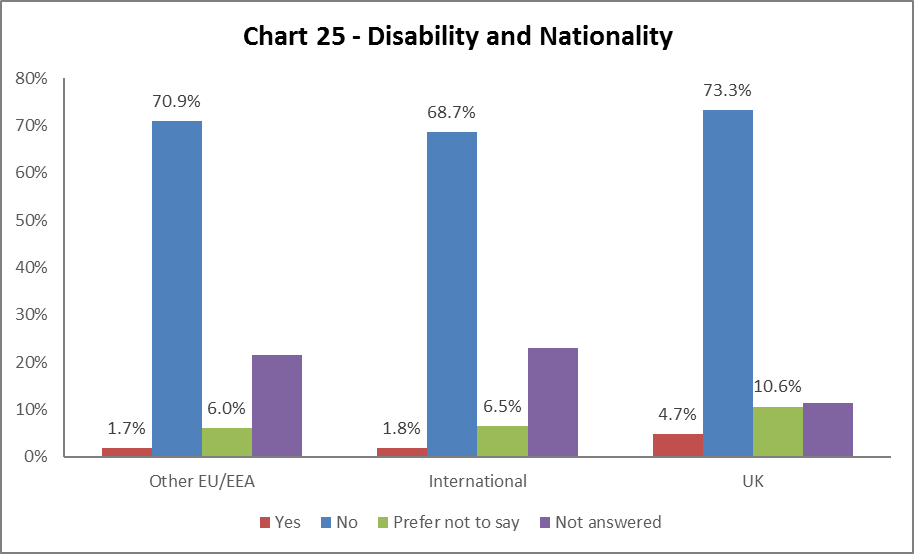 Chart 25 - Disability and Nationality
80%
70%
60%
50%
40%
30%
20%
10%
0%
70.9%
68.7%
73.3%
1.7%
6.0%
1.8%
6.5%
4.7%
10.6%
Other EU/EEA
International
UK
Yes
No
Prefer not to say
Not answered